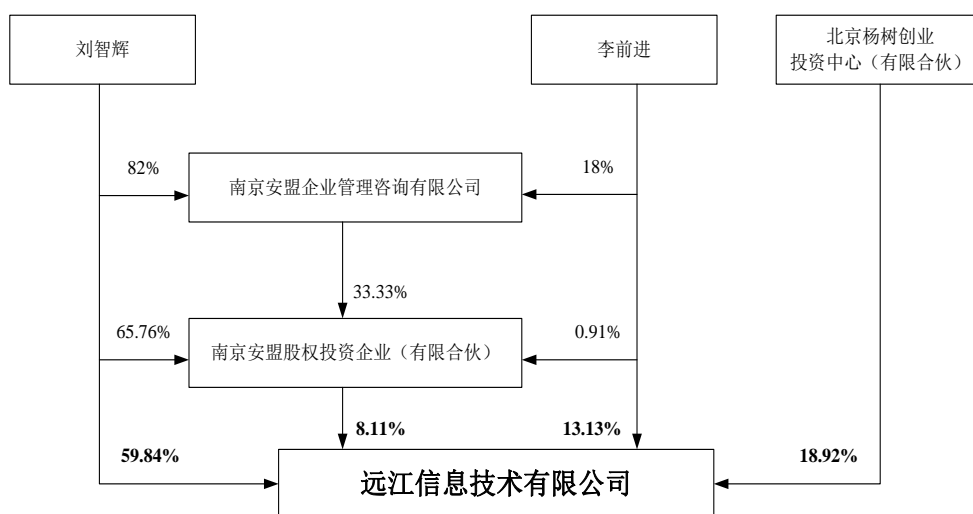 刘智辉
李前进
北京杨树创业
投资中心（有限合伙）
82%
南京安盟企业管理咨询有限公司
18%
33.33%
65.76%
南京安盟股权投资企业（有限合伙）
0.91%
8.11%
13.13%
59.84%
远江信息技术有限公司
18.92%